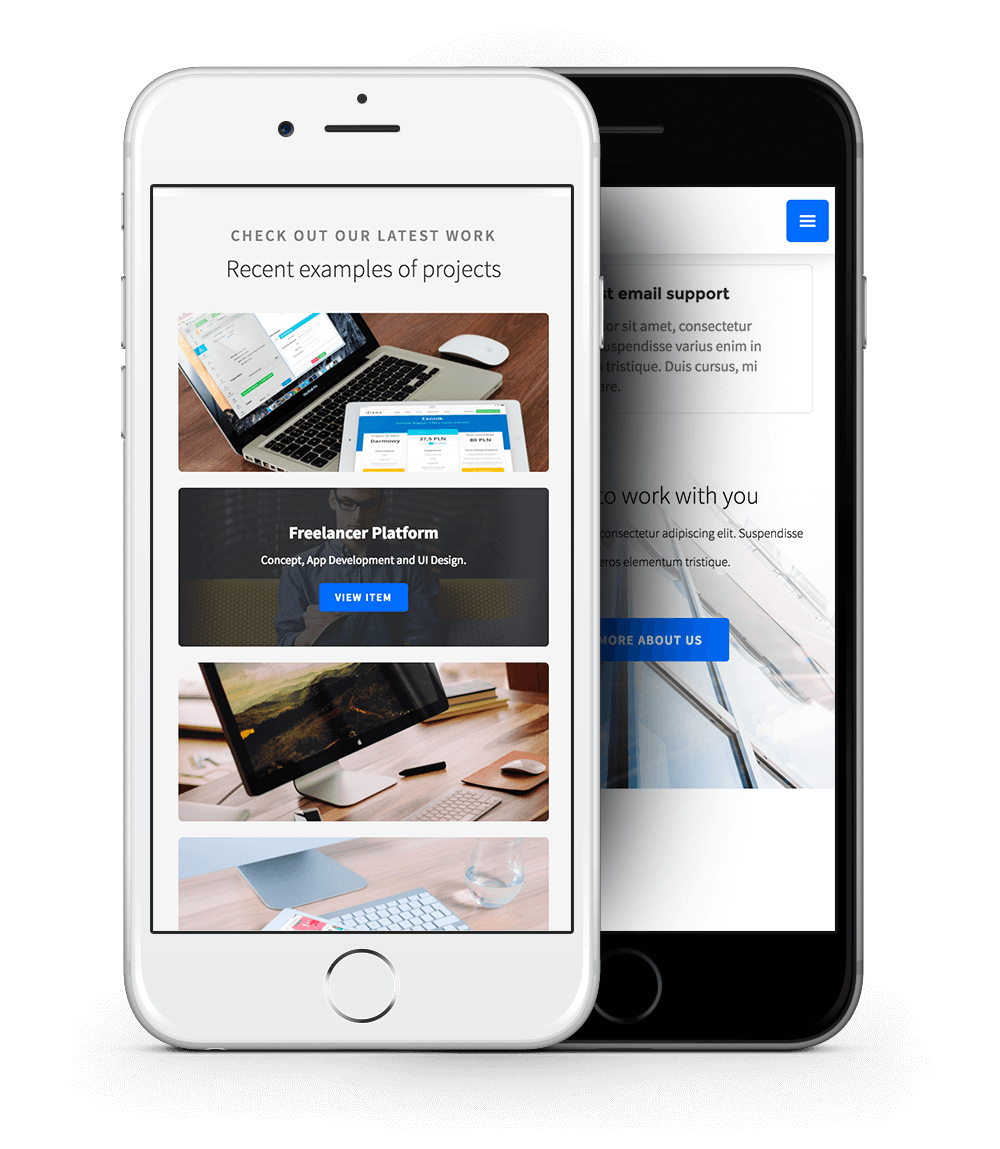 CHECK OUT OUR LATEST WORK
Recent examples of projects
Cennik
Darmowy
37,5 PLN
80 PLN
Freelancer Platform
Concept, App Development and UI Design.
VIEW ITEM
st email support
or sit amet, consectetur
uspendisse varius enim in
tristique. Duis cursus, mi
are.
to work with you
consectetur adipiscing elit. Suspendisse
eros elementum tristique.
MORE ABOUT US